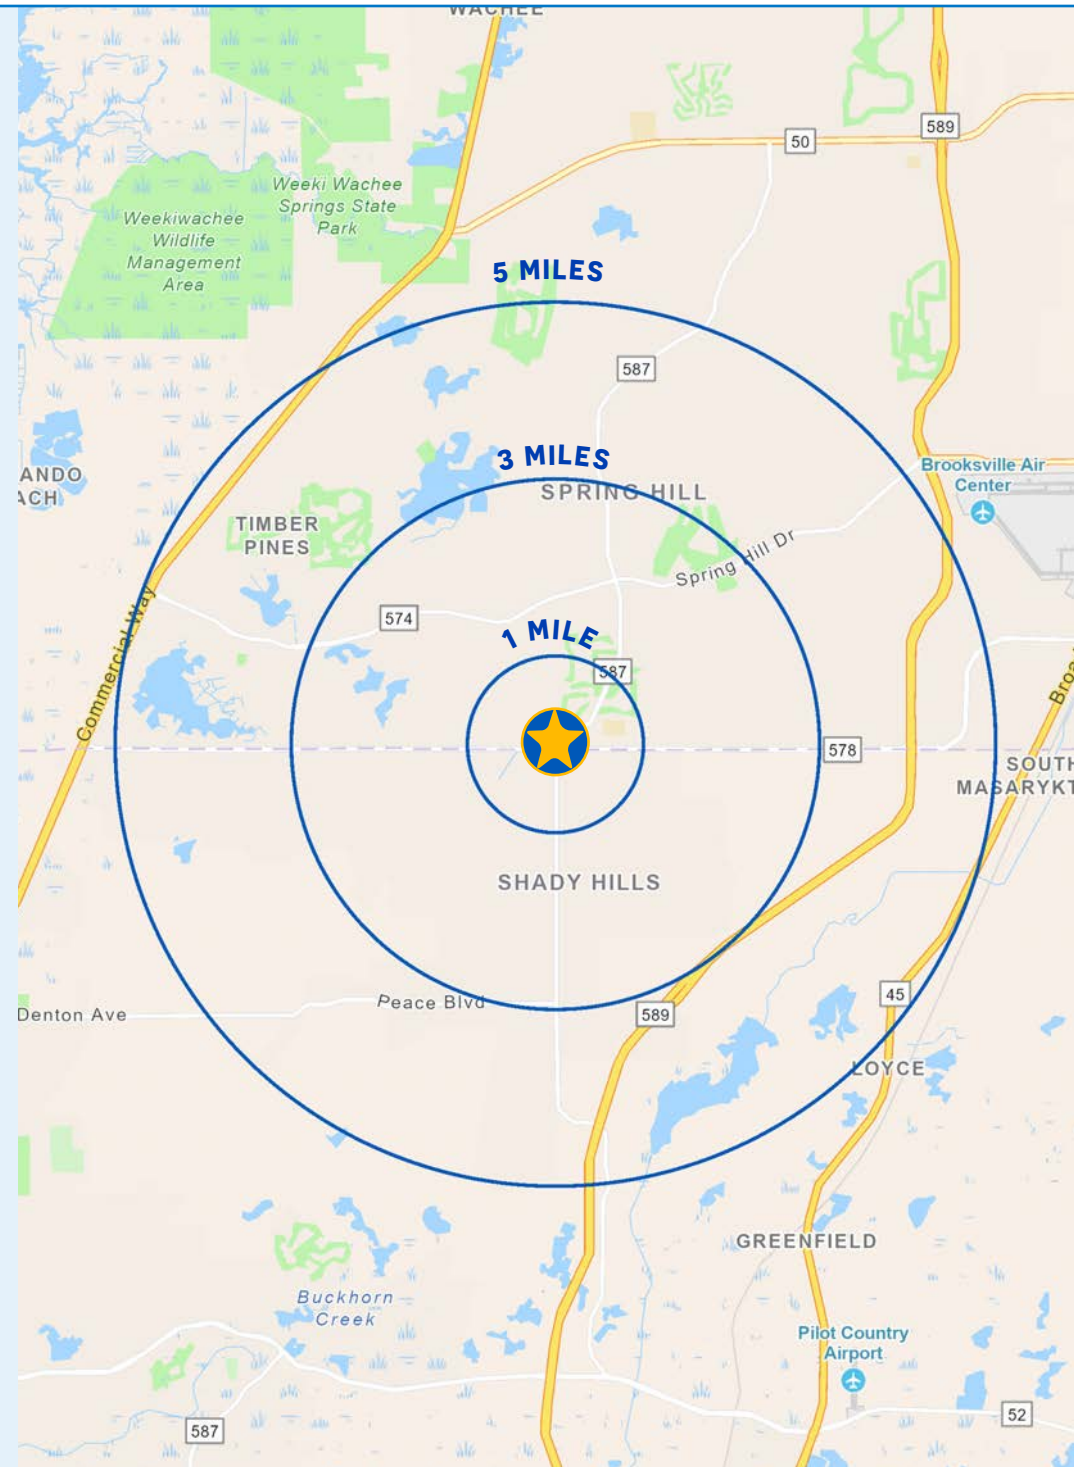 WACHEE
589
50
Weeki Wachee
Springs State
Park
Weekiwachee
Wildlife
Management
Area
5 MILES
587
3 MILES
Brooksville Air
Center
ANDO
ACH
SPRING HILL
TIMBER
PINES
Spring Hill Dr
574
1 MILE
Commercial Way
587
Broa
578
SOUTH
MASARYKT
SHADY HILLS
45
Peace Blvd
Denton Ave
589
LOYCE
GREENFIELD
Buckhorn
Creek
Pilot Country
Airport
52
587